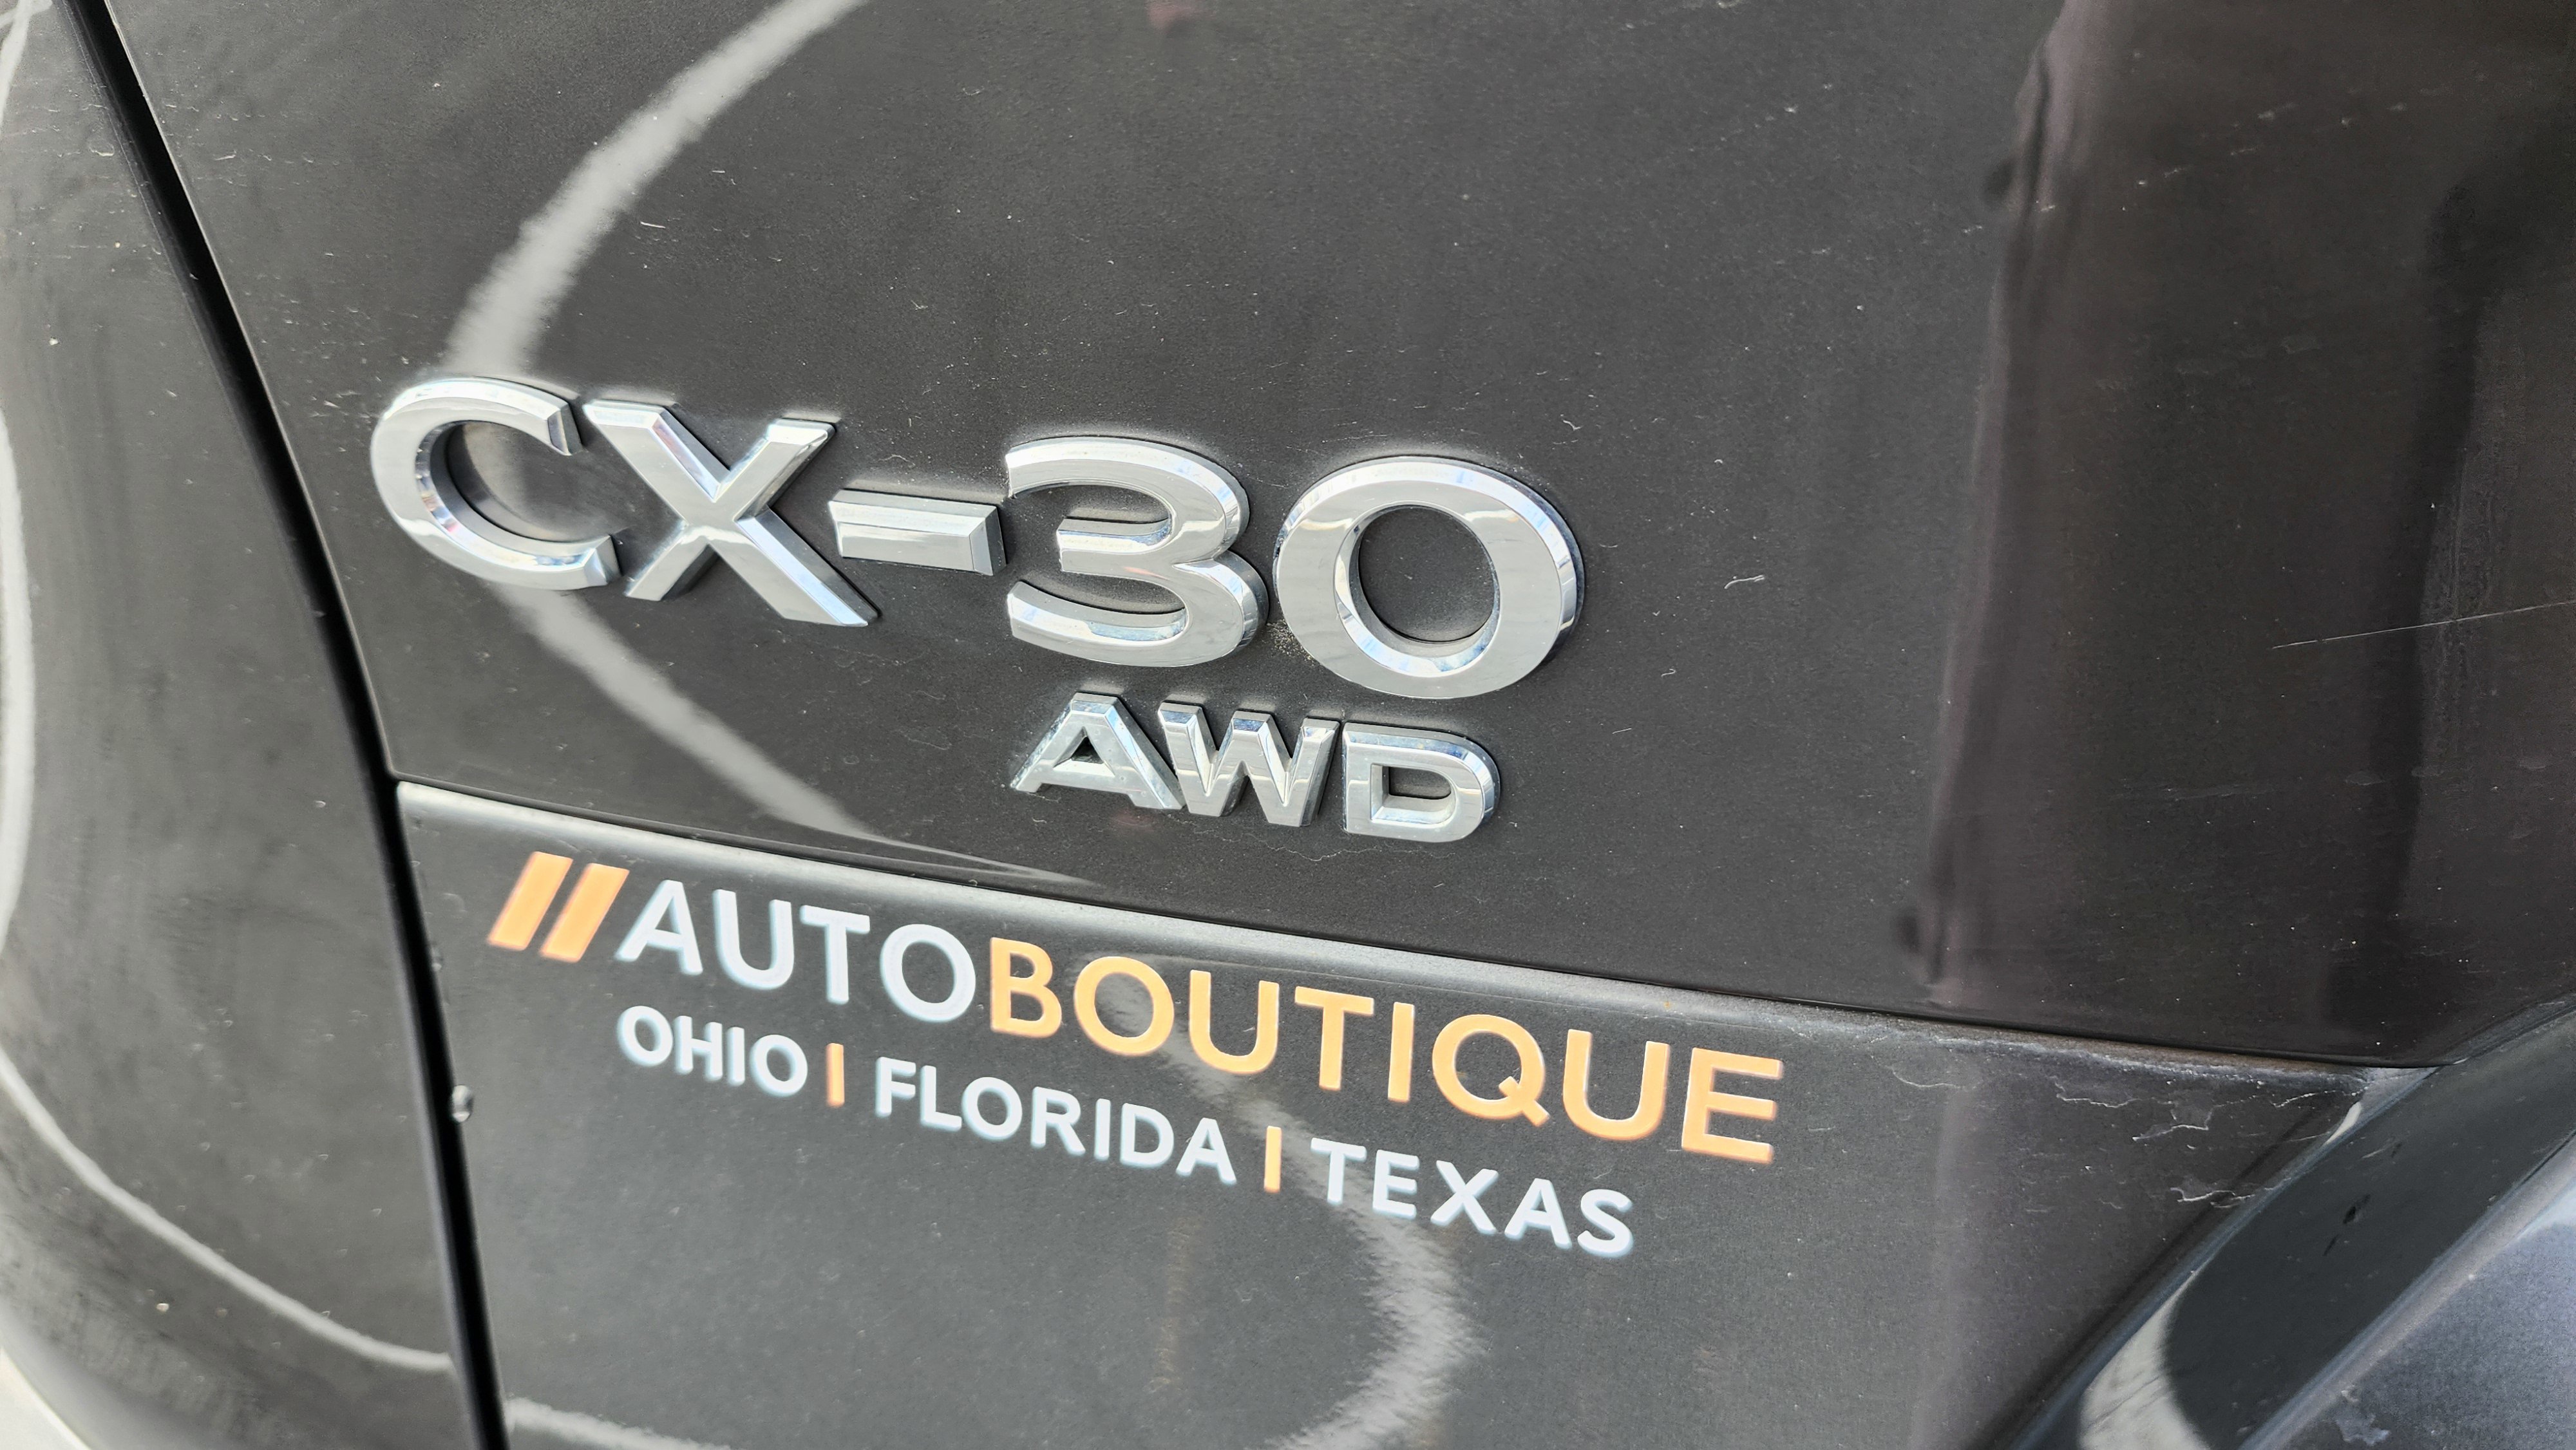 CX-30
AWD
//AUTOBOUTIQUE
OHIO | FLORIDA | TEXAS